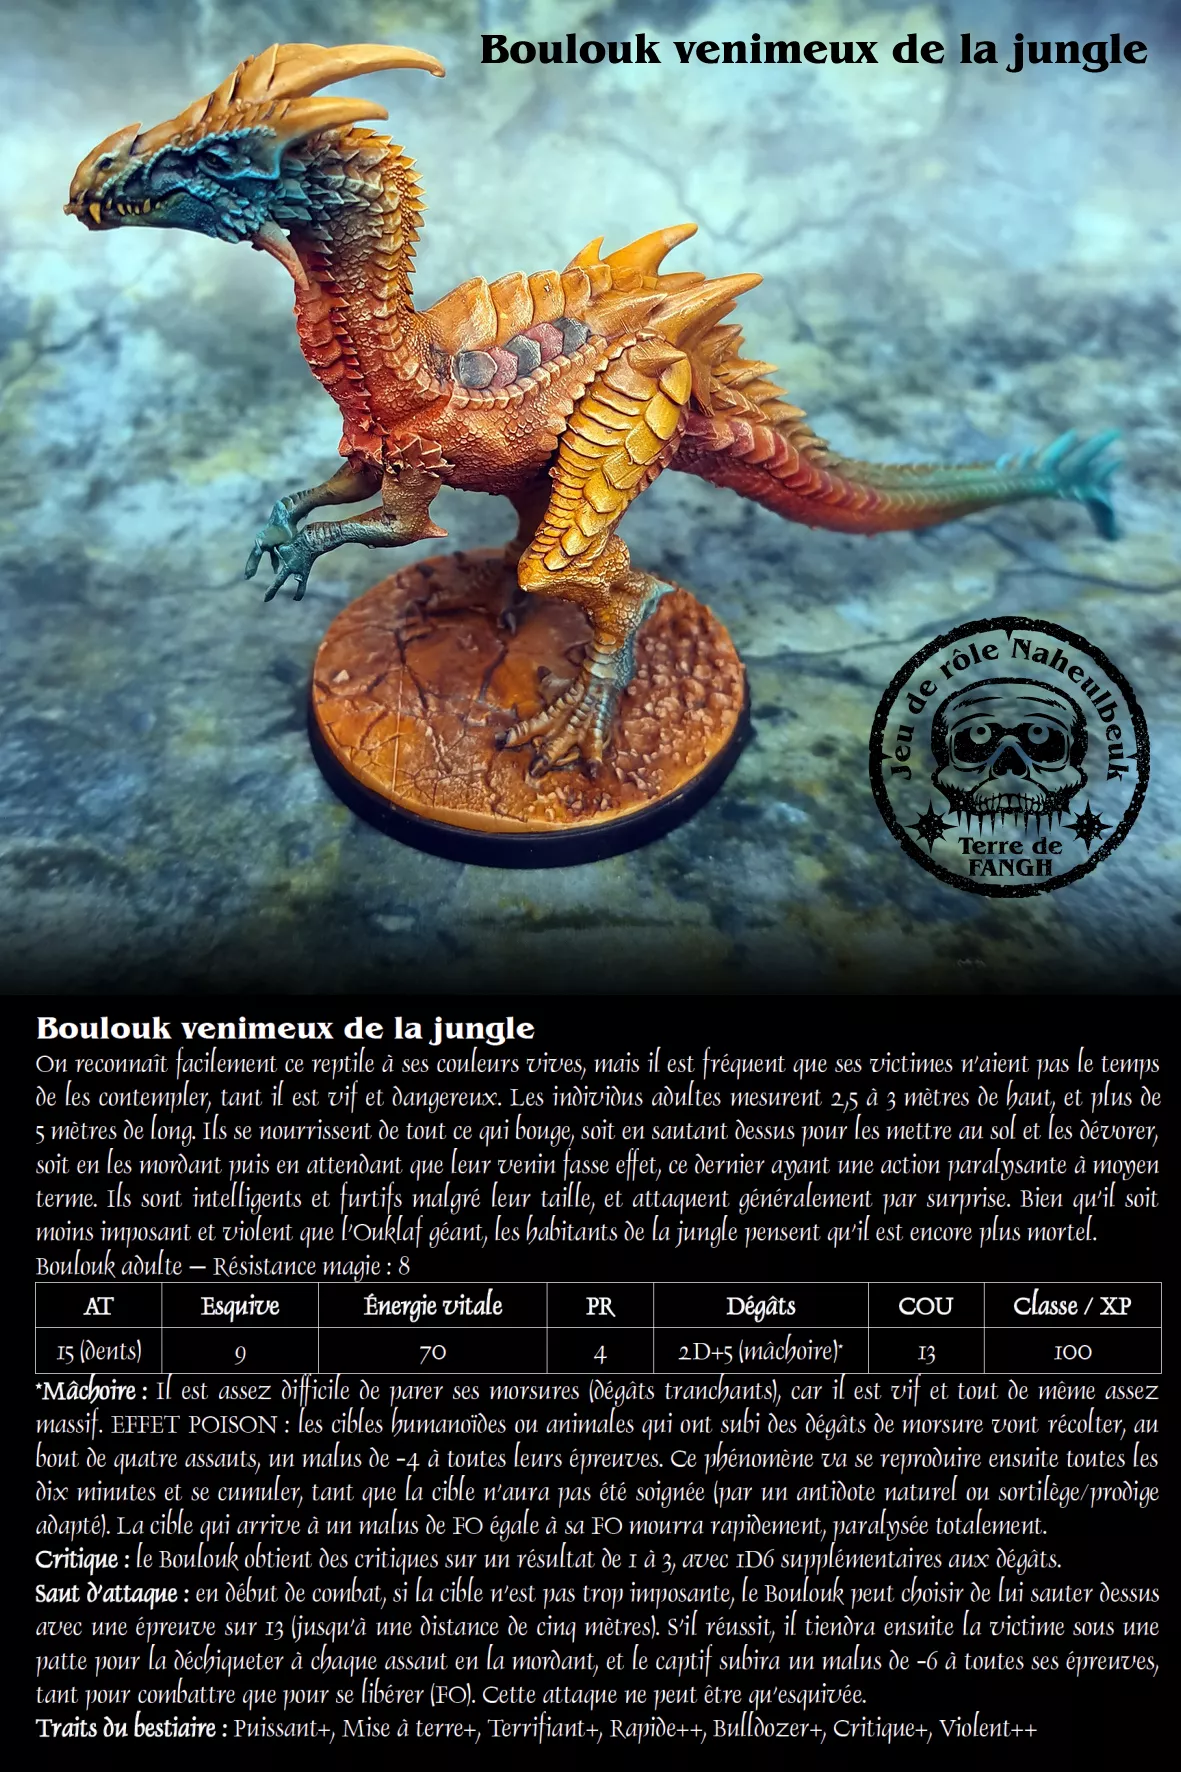 Boulouk venimeux de la jungle
Jeu de rôle Naheulbeuk
Terre de
FANGH
Boulouk venimeux de la jungle
On reconnaît facilement ce reptile à ses couleurs vives, mais il est fréquent que ses victimes n'aient pas le temps
de les contempler, tant il est vif et dangereux. Les individus adultes mesurent 2,5 à 3 mètres de haut, et plus de
5 mètres de long. Ils se nourrissent de tout ce qui bouge, soit en sautant dessus pour les mettre au sol et les dévorer,
soit en les mordant puis en attendant que leur venin fasse effet, ce dernier ayant une action paralysante à moyen
terme. Ils sont intelligents et furtifs malgré leur taille, et attaquent généralement par surprise. Bien qu'il soit
moins imposant et violent que l'Ouklaf géant, les habitants de la jungle pensent qu'il est encore plus mortel.
Boulouk adulte – Résistance magie : 8
AT Esquive Énergie vitale PR Dégâts COU Classe / XP
15 (dents) 9 70 4 2D+5 (mâchoire)* 13 100
*Mâchoire : Il est assez difficile de parer ses morsures (dégâts tranchants), car il est vif et tout de même assez
massif. EFFET POISON : les cibles humanoïdes ou animales qui ont subi des dégâts de morsure vont récolter, au
bout de quatre assauts, un malus de -4 à toutes leurs épreuves. Ce phénomène va se reproduire ensuite toutes les
dix minutes et se cumuler, tant que la cible n'aura pas été soignée (par un antidote naturel ou sortilège/prodige
adapté). La cible qui arrive à un malus de FO égale à sa FO mourra rapidement, paralysée totalement.
Critique : le Boulouk obtient des critiques sur un résultat de 1 à 3, avec 1D6 supplémentaires aux dégâts.
Saut d'attaque : en début de combat, si la cible n'est pas trop imposante, le Boulouk peut choisir de lui sauter dessus
avec une épreuve sur 13 (jusqu'à une distance de cinq mètres). S'il réussit, il tiendra ensuite la victime sous une
patte pour la déchiqueter à chaque assaut en la mordant, et le captif subira un malus de -6 à toutes ses épreuves,
tant pour combattre que pour se libérer (FO). Cette attaque ne peut être qu'esquivée.
Traits du bestiaire : Puissant+, Mise à terre+, Terrifiant+, Rapide++, Bulldozer+, Critique+, Violent++